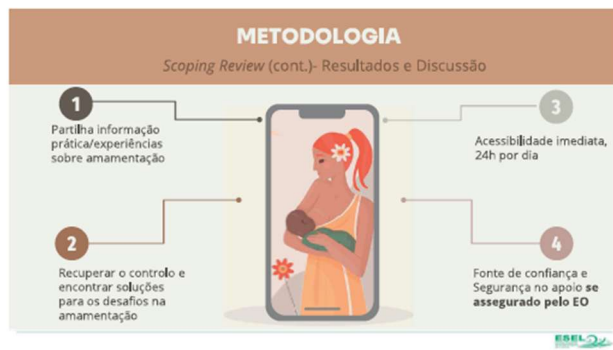 METODOLOGIA
Scoping Review (cont.)- Resultados e Discussão
1
Partilha informação
prática/experiências
sobre amamentação
2
Recuperar o controlo e
encontrar soluções
para os desafios na
amamentação
3
Acessibilidade imediata,
24h por dia
4
Fonte de confiança e
Segurança no apoio se
assegurado pelo EO
ESEL